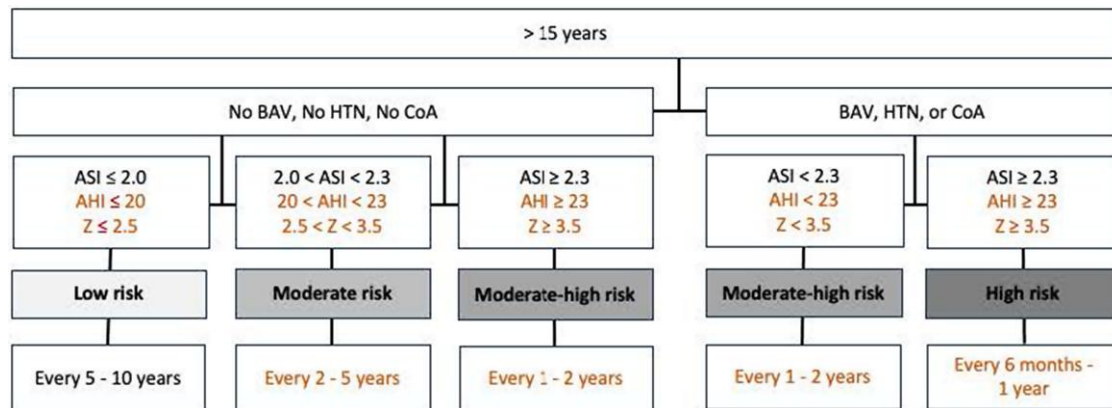 > 15 years
No BAV, No HTN, No CoA
BAV, HTN, or CoA
ASI ≤ 2.0
AHI ≤ 20
Z ≤ 2.5
2.0 < ASI < 2.3
20 < AHI < 23
2.5 < Z < 3.5
ASI ≥ 2.3
AHI ≥ 23
Z ≥ 3.5
ASI < 2.3
AHI < 23
Z < 3.5
ASI ≥ 2.3
AHI ≥ 23
Z ≥ 3.5
Low risk
Moderate risk
Moderate-high risk
Moderate-high risk
High risk
Every 5 - 10 years
Every 2 - 5 years
Every 1 - 2 years
Every 1 - 2 years
Every 6 months -
1 year